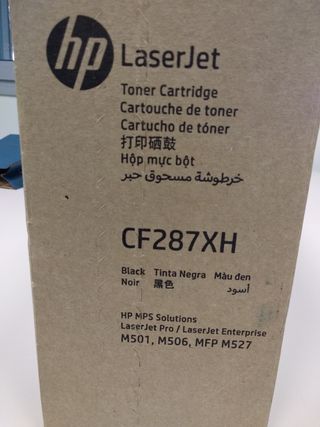 hp LaserJet
Toner Cartridge
Cartouche de toner
Cartucho de tóner
打印硒鼓
Hộp mực bột
خرطوشة مسحوق حبر
CF287XH
Black Tinta Negra Màu đen
Noir 黑色 أسود
HP MPS Solutions
LaserJet Pro / LaserJet Enterprise
M501, M506, MFP M527